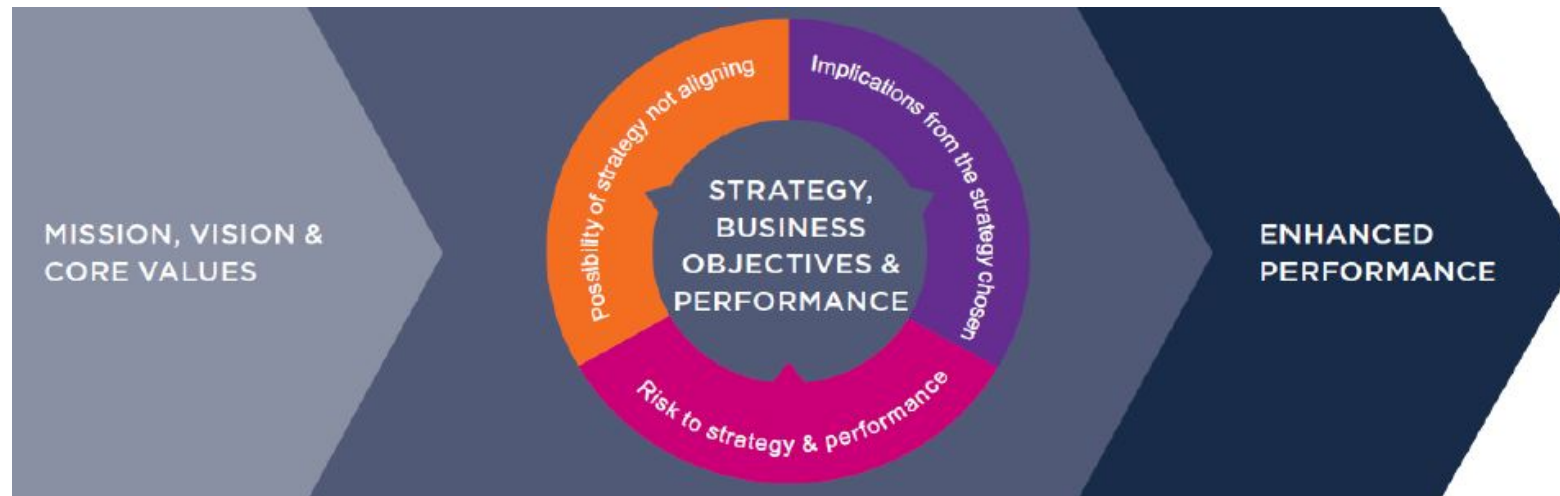 MISSION, VISION &
CORE VALUES
Possibility of strategy not aligning
Implications from the strategy chosen
STRATEGY,
BUSINESS
OBJECTIVES &
PERFORMANCE
Risk to strategy & performance
ENHANCED
PERFORMANCE